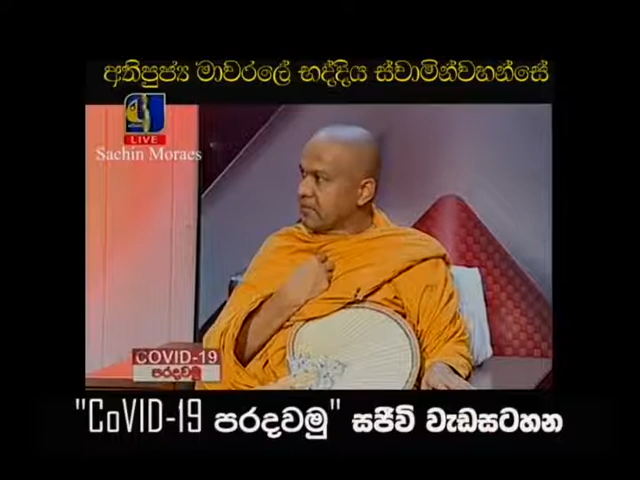 අතිපුජ්‍ය මාවරලේ භද්දිය ස්වාමින්වහන්සේ
LIVE
Sachin Moraes
COVID-19
පරදවමු
"CoVID-19 පරදවමු" සජීවි වැඩසටහන